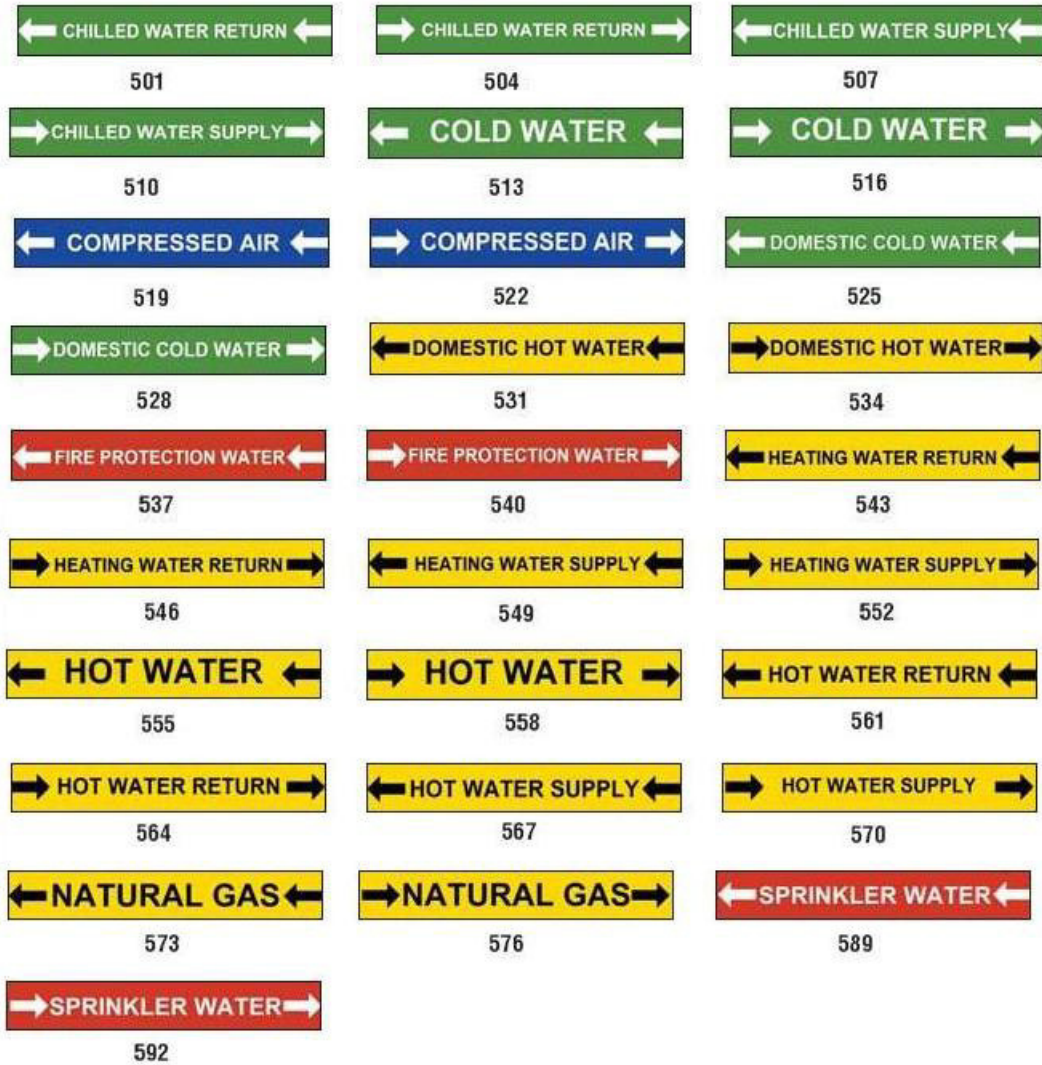 CHILLED WATER RETURN
CHILLED WATER RETURN
CHILLED WATER SUPPLY
501
504
507
CHILLED WATER SUPPLY
COLD WATER
COLD WATER
510
513
516
COMPRESSED AIR
COMPRESSED AIR
DOMESTIC COLD WATER
519
522
525
DOMESTIC COLD WATER
DOMESTIC HOT WATER
DOMESTIC HOT WATER
528
531
534
FIRE PROTECTION WATER
FIRE PROTECTION WATER
HEATING WATER RETURN
537
540
543
HEATING WATER RETURN
HEATING WATER SUPPLY
HEATING WATER SUPPLY
546
549
552
HOT WATER
HOT WATER
HOT WATER RETURN
555
558
561
HOT WATER RETURN
HOT WATER SUPPLY
HOT WATER SUPPLY
564
567
570
NATURAL GAS
NATURAL GAS
SPRINKLER WATER
573
576
589
SPRINKLER WATER
592